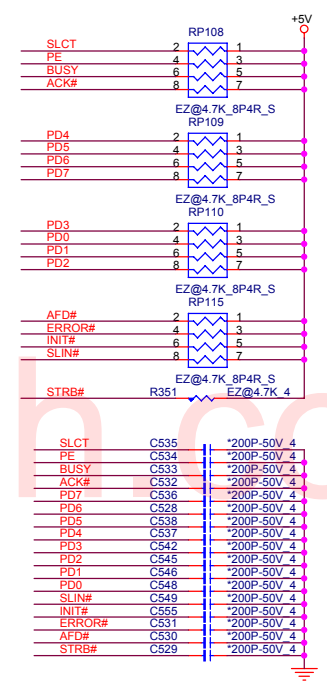 +5V
RP108
SLCT 2 1
PE 4 3
BUSY 6 5
ACK# 8 7
EZ@4.7K_8P4R_S
RP109
PD4 2 1
PD5 4 3
PD6 6 5
PD7 8 7
EZ@4.7K_8P4R_S
RP110
PD3 2 1
PD0 4 3
PD1 6 5
PD2 8 7
EZ@4.7K_8P4R_S
RP115
AFD# 2 1
ERROR# 4 3
INIT# 6 5
SLIN# 8 7
EZ@4.7K_8P4R_S
STRB# R351 EZ@4.7K_4
SLCT C535 *200P-50V_4
PE C534 *200P-50V_4
BUSY C533 *200P-50V_4
ACK# C532 *200P-50V_4
PD7 C536 *200P-50V_4
PD6 C528 *200P-50V_4
PD5 C538 *200P-50V_4
PD4 C537 *200P-50V_4
PD3 C542 *200P-50V_4
PD2 C545 *200P-50V_4
PD1 C546 *200P-50V_4
PD0 C548 *200P-50V_4
SLIN# C549 *200P-50V_4
INIT# C555 *200P-50V_4
ERROR# C531 *200P-50V_4
AFD# C530 *200P-50V_4
STRB# C529 *200P-50V_4
h.co